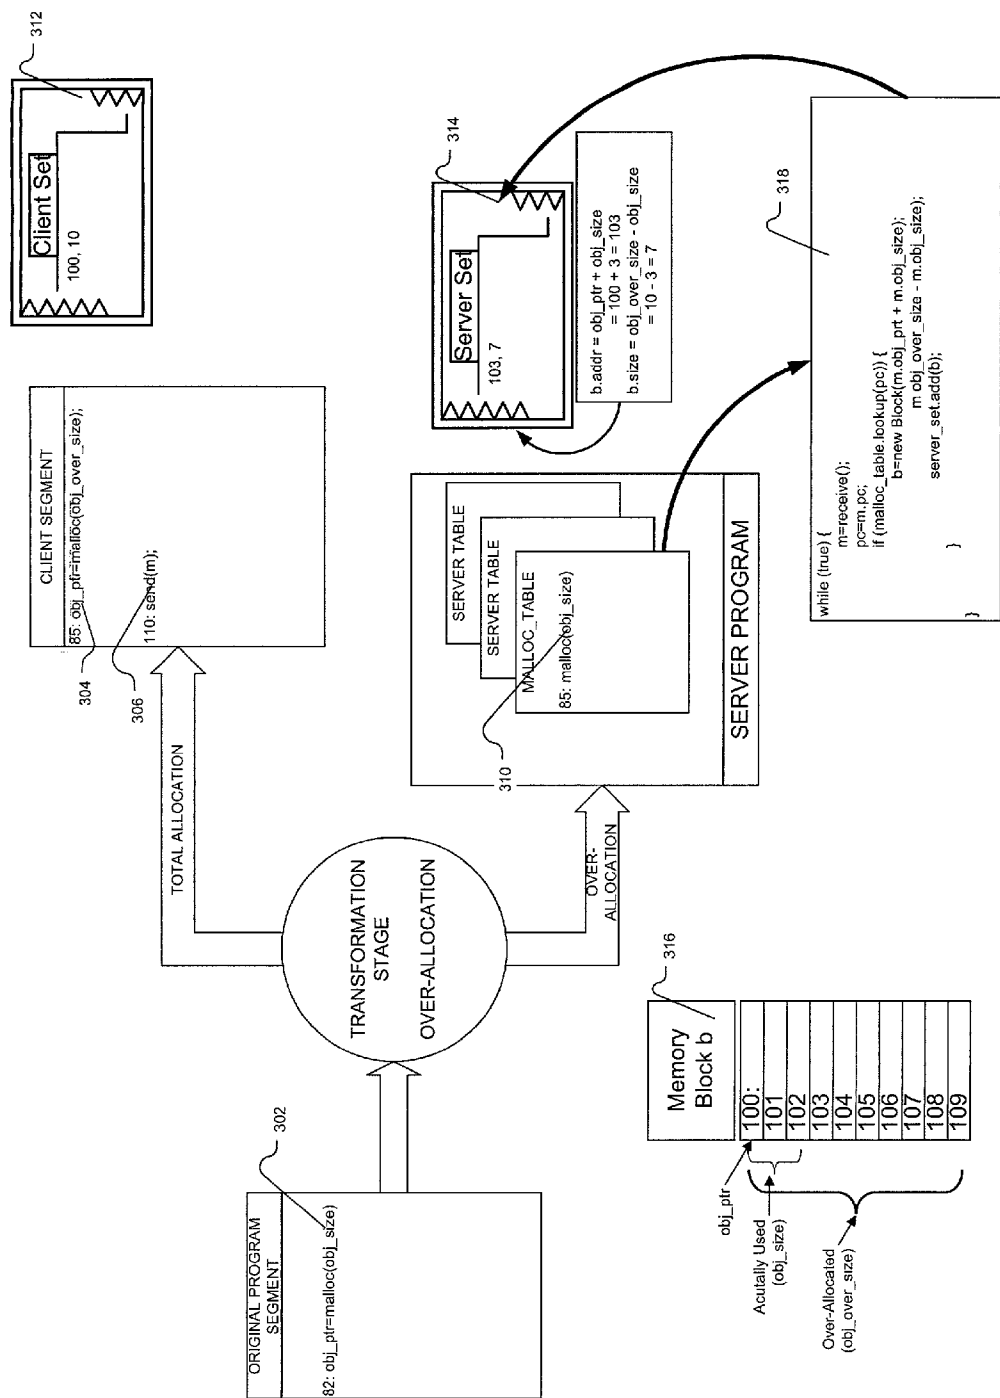 ORIGINAL PROGRAM
SEGMENT
82: obj_ptr=malloc(obj_size)
302
TRANSFORMATION
STAGE
OVER-ALLOCATION
TOTAL ALLOCATION
OVER-
ALLOCATION
CLIENT SEGMENT
85: obj_ptr=malloc(obj_over_size);
110: send(m);
304
306
Client Set
100, 10
312
SERVER TABLE
SERVER TABLE
MALLOC_TABLE
85: malloc(obj_size)
SERVER PROGRAM
310
Server Set
103, 7
314
b.addr = obj_ptr + obj_size
= 100 + 3 = 103
b.size = obj_over_size - obj_size
= 10 - 3 = 7
Memory
Block b
316
100:
101
102
103
104
105
106
107
108
109
obj_ptr
Acutally Used
(obj_size)
Over-Allocated
(obj_over_size)
318
while (true) {
m=receive();
pc=m.pc;
if (malloc_table.lookup(pc)) {
b=new Block(m.obj_prt + m.obj_size);
m obj_over_size - m.obj_size);
server_set.add(b);
}
}